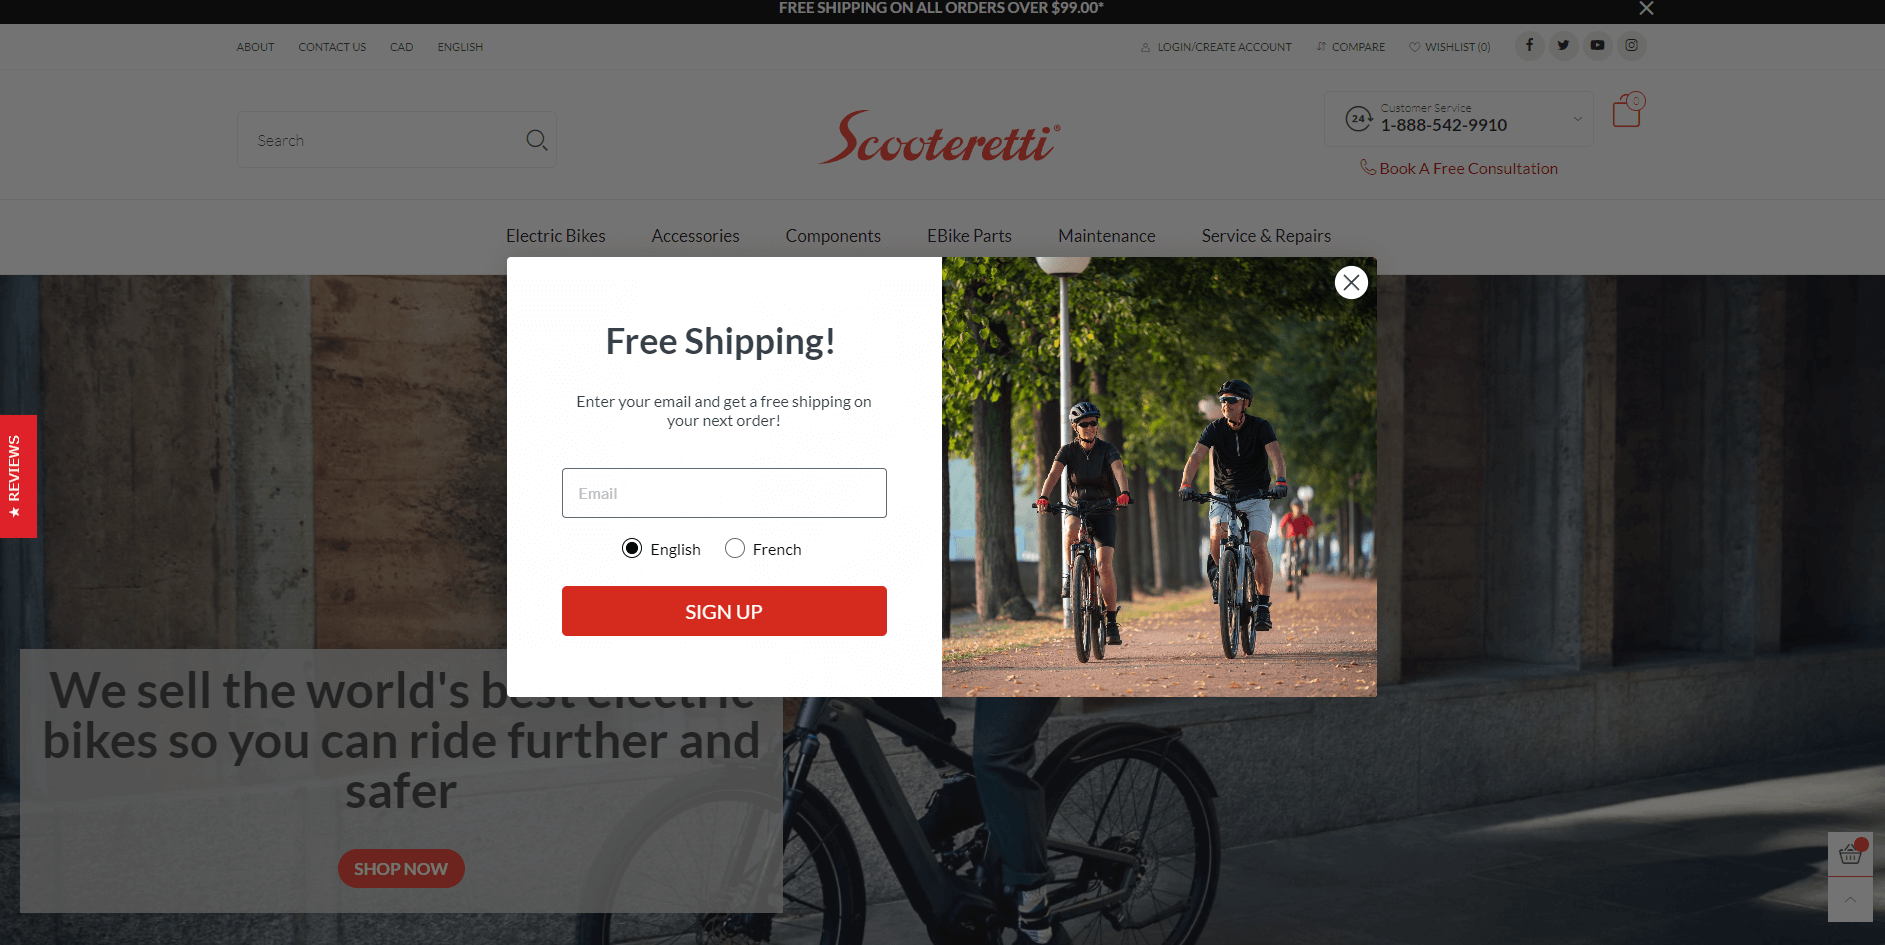 FREE SHIPPING ON ALL ORDERS OVER $99.00*
ABOUT CONTACT US CAD ENGLISH
LOGIN/CREATE ACCOUNT COMPARE WISHLIST (0)
Search
Scooteretti®
24
Customer Service
1-888-542-9910
0
Book A Free Consultation
Electric Bikes Accessories Components EBike Parts Maintenance Service & Repairs
Free Shipping!
Enter your email and get a free shipping on
your next order!
Email
English French
SIGN UP
★ REVIEWS
We sell the world's best electric
bikes so you can ride further and
safer
SHOP NOW